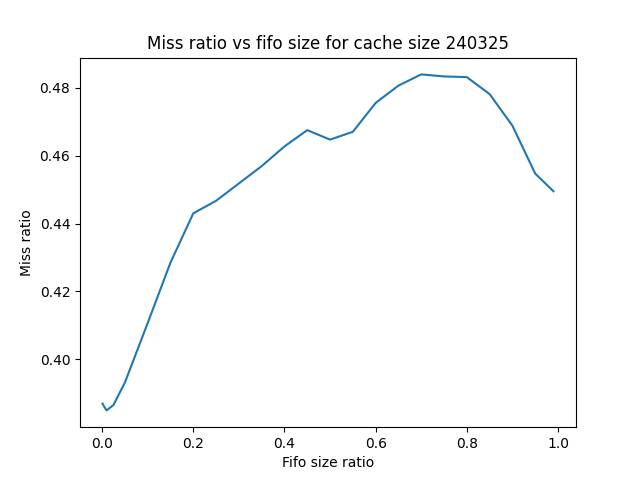 Miss ratio vs fifo size for cache size 240325
0.48
0.46
0.44
0.42
0.40
Miss ratio
0.0 0.2 0.4 0.6 0.8 1.0
Fifo size ratio